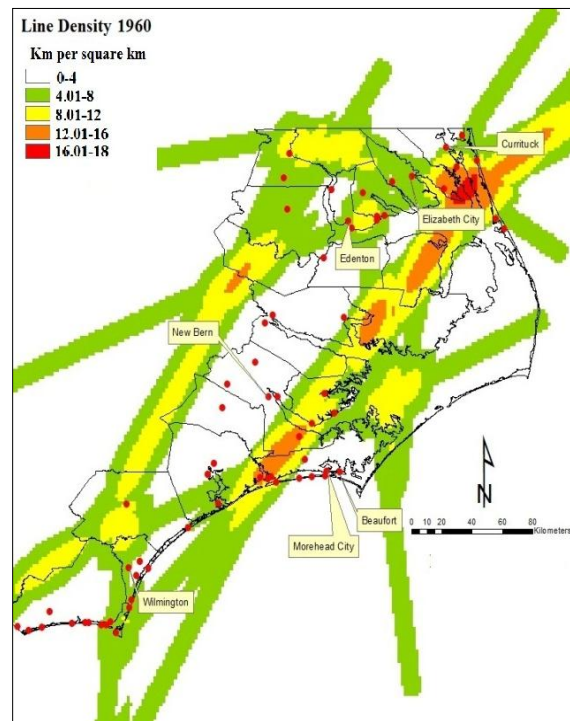 Line Density 1960
Km per square km
0-4
4.01-8
8.01-12
12.01-16
16.01-18
Currituck
Elizabeth City
Edenton
New Bern
N
Beaufort
0 10 20 40 60 80
Kilometers
Morehead City
Wilmington